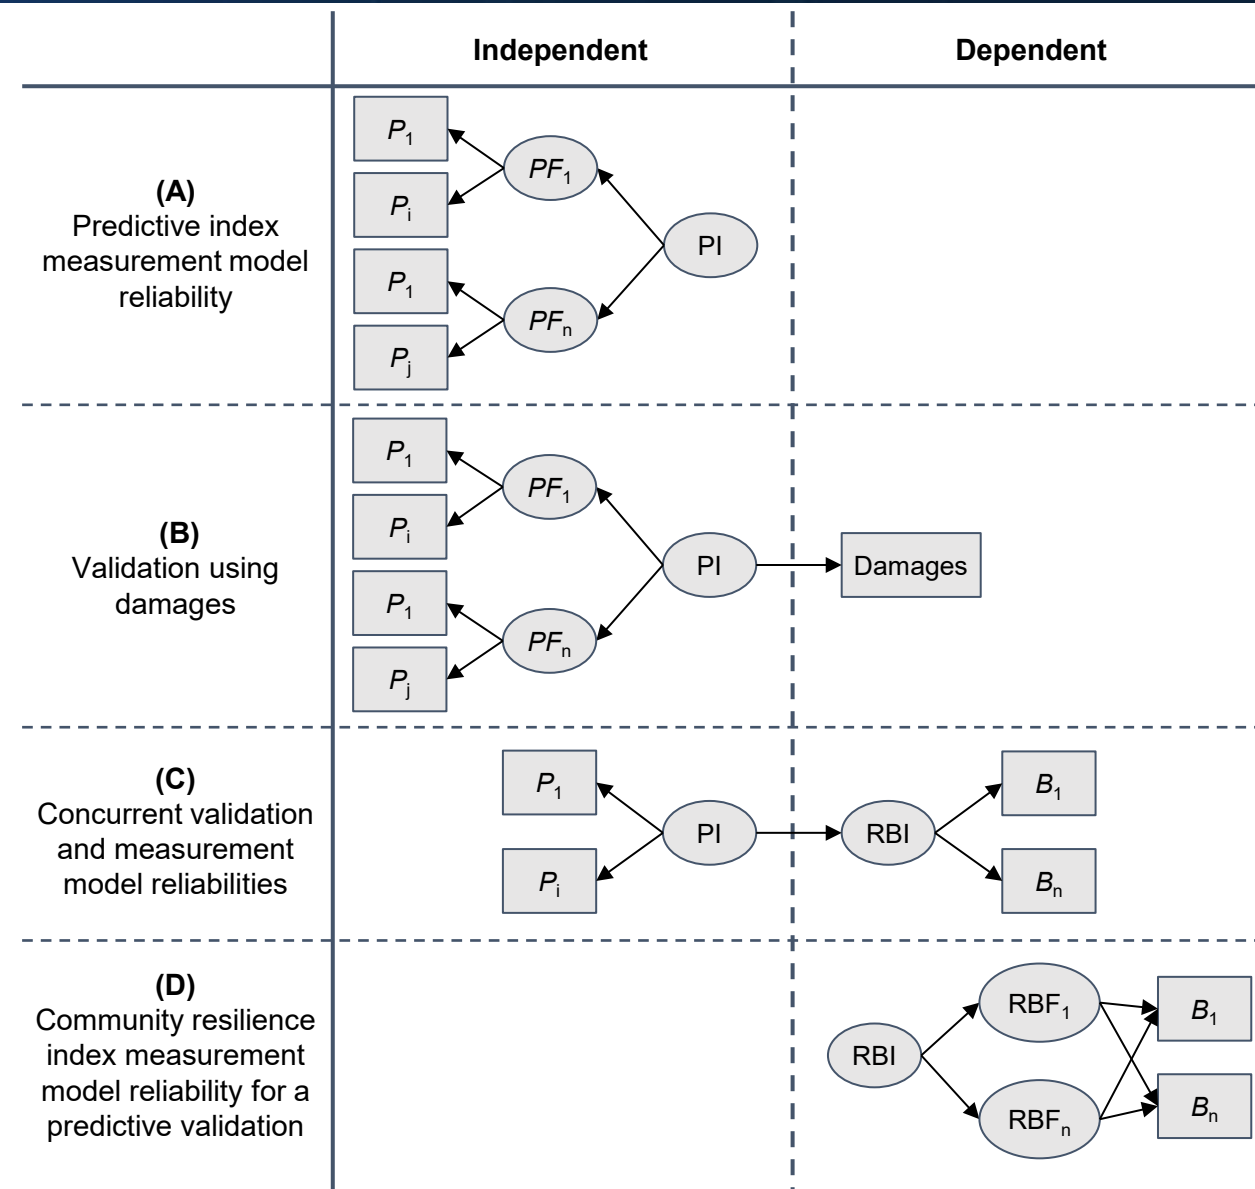 Independent
Dependent
(A)
Predictive index
measurement model
reliability
P1
Pi
P1
Pj
PF1
PFn
PI
(B)
Validation using
damages
P1
Pi
P1
Pj
PF1
PFn
PI
Damages
(C)
Concurrent validation
and measurement
model reliabilities
P1
Pi
PI
RBI
B1
Bn
(D)
Community resilience
index measurement
model reliability for a
predictive validation
RBI
RBF1
RBFn
B1
Bn